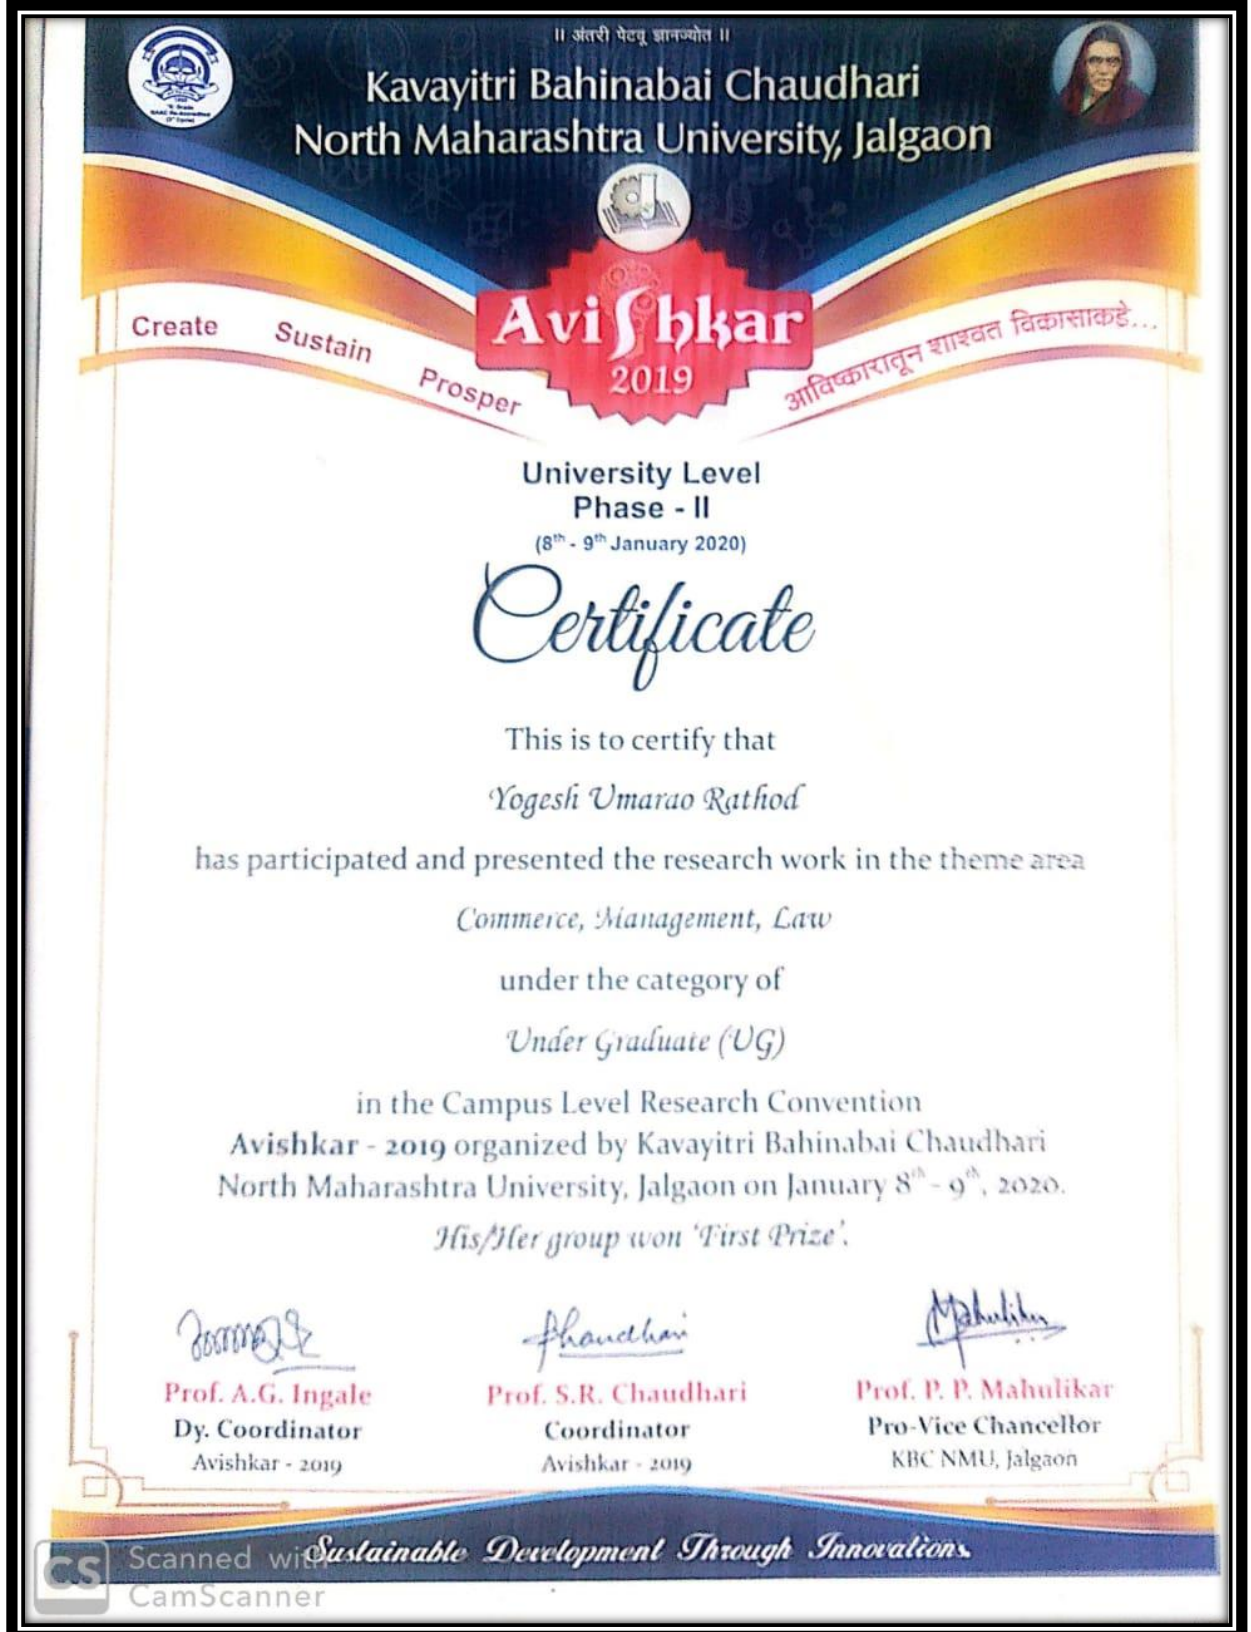 ॥ अंतरी पेटवू ज्ञानज्योत ॥
Kavayitri Bahinabai Chaudhari
North Maharashtra University, Jalgaon
Avishkar
2019
Create Sustain Prosper
आविष्कारातून शाश्वत विकासाकडे...
University Level
Phase - II
(8th - 9th January 2020)
Certificate
This is to certify that
Yogesh Umarao Rathod
has participated and presented the research work in the theme area
Commerce, Management, Law
under the category of
Under Graduate (UG)
in the Campus Level Research Convention
Avishkar - 2019 organized by Kavayitri Bahinabai Chaudhari
North Maharashtra University, Jalgaon on January 8th - 9th, 2020.
His/Her group won 'First Prize'.
Chaudhari
Mahulikar
Prof. A.G. Ingale
Dy. Coordinator
Avishkar - 2019
Prof. S.R. Chaudhari
Coordinator
Avishkar - 2019
Prof. P. P. Mahulikar
Pro-Vice Chancellor
KBC NMU, Jalgaon
Sustainable Development Through Innovations.
CS
Scanned with
CamScanner